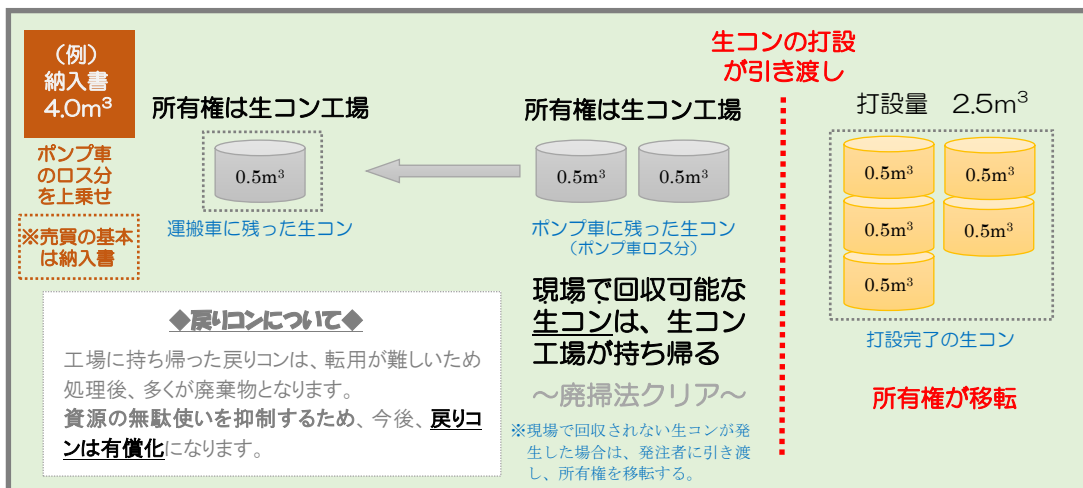 (例)
納入書
4.0m³
ポンプ車
のロス分
を上乗せ
※売買の基本
は納入書
所有権は生コン工場
0.5m³
運搬車に残った生コン
所有権は生コン工場
0.5m³
0.5m³
ポンプ車に残った生コン
(ポンプ車ロス分)
現場で回収可能な
生コンは、生コン
工場が持ち帰る
～廃掃法クリア～
※現場で回収されない生コンが発
生した場合は、発注者に引き渡
し、所有権を移転する。
◆戻りコンについて◆
工場に持ち帰った戻りコンは、転用が難しいため
処理後、多くが廃棄物となります。
資源の無駄使いを抑制するため、今後、戻りコ
ンは有償化になります。
生コンの打設
が引き渡し
打設量 2.5m³
0.5m³
0.5m³
0.5m³
0.5m³
0.5m³
打設完了の生コン
所有権が移転